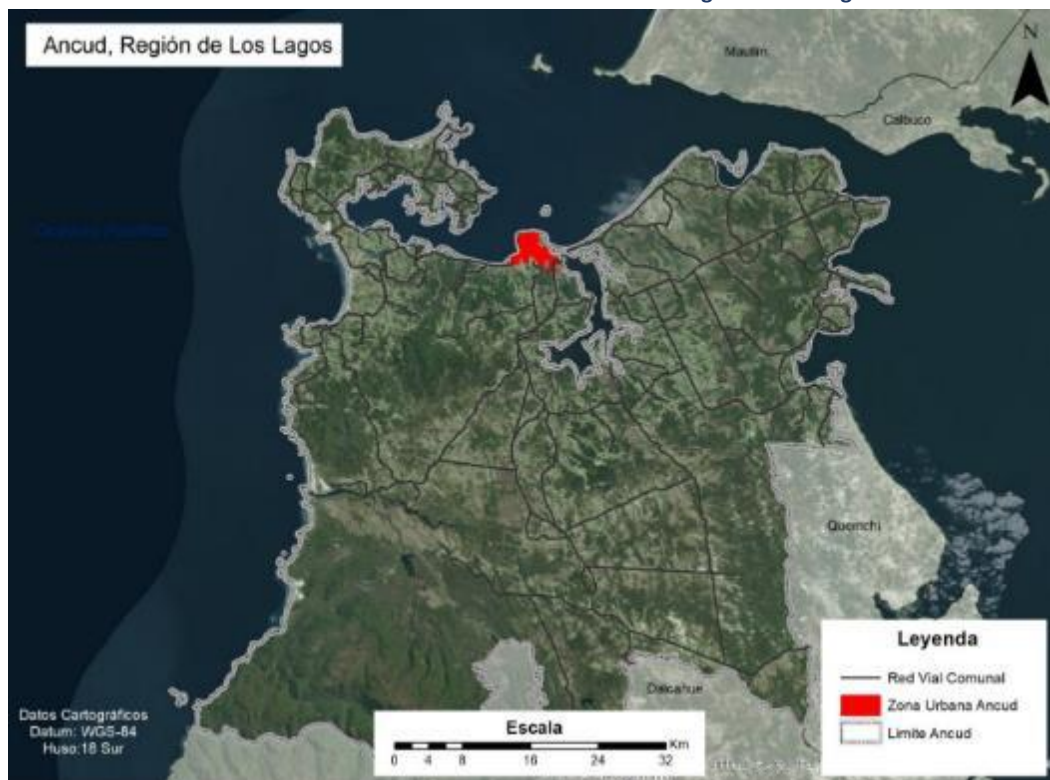 Ancud, Región de Los Lagos
N
Maullín
Calbuco
Quemchi
Dalcahue
Leyenda
Red Vial Comunal
Zona Urbana Ancud
Limite Ancud
Datos Cartográficos
Datum: WGS-84
Huso:18 Sur
Escala
Km
0 4 8 16 24 32